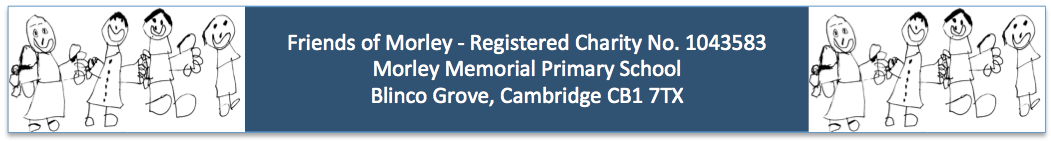 Friends of Morley - Registered Charity No. 1043583
Morley Memorial Primary School
Blinco Grove, Cambridge CB1 7TX